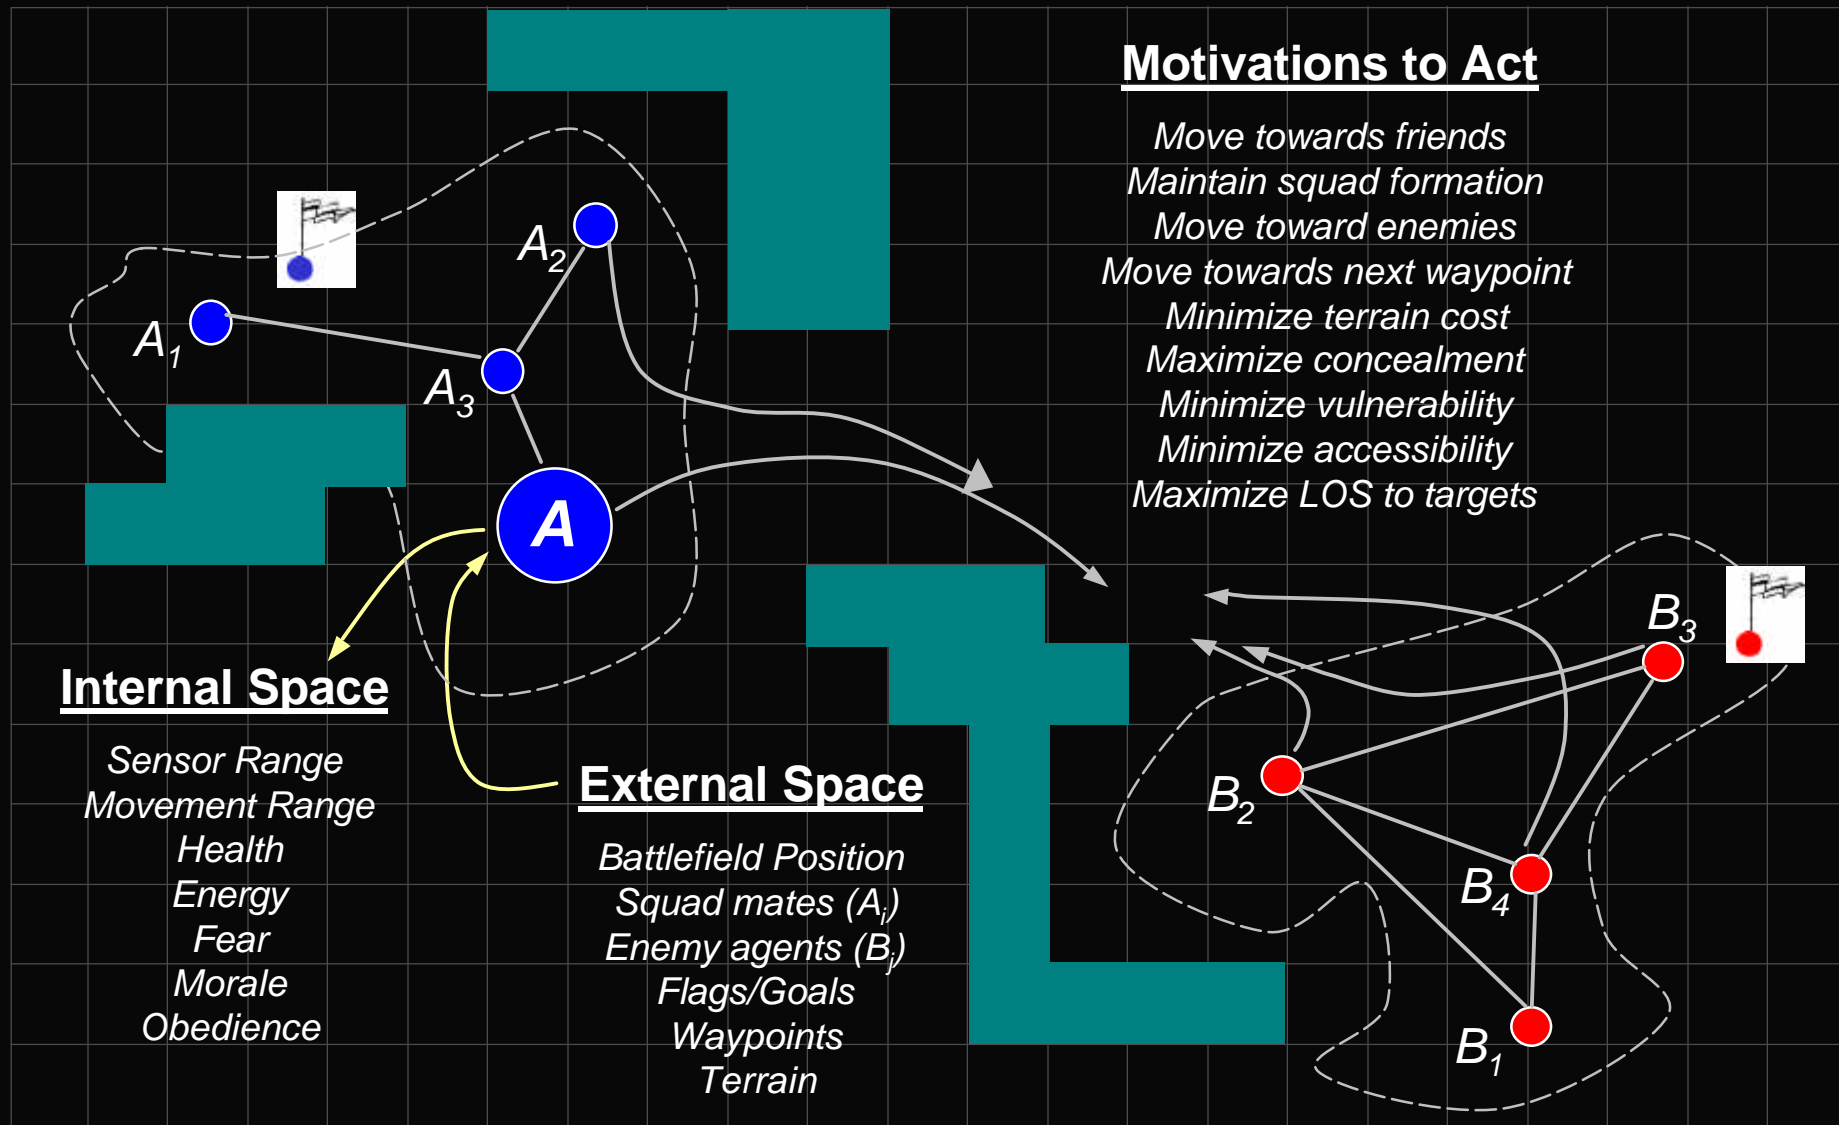 Motivations to Act
Move towards friends
Maintain squad formation
Move toward enemies
Move towards next waypoint
Minimize terrain cost
Maximize concealment
Minimize vulnerability
Minimize accessibility
Maximize LOS to targets
A2
A1
A3
A
B3
B2
B4
B1
Internal Space
Sensor Range
Movement Range
Health
Energy
Fear
Morale
Obedience
External Space
Battlefield Position
Squad mates (Ai)
Enemy agents (Bj)
Flags/Goals
Waypoints
Terrain